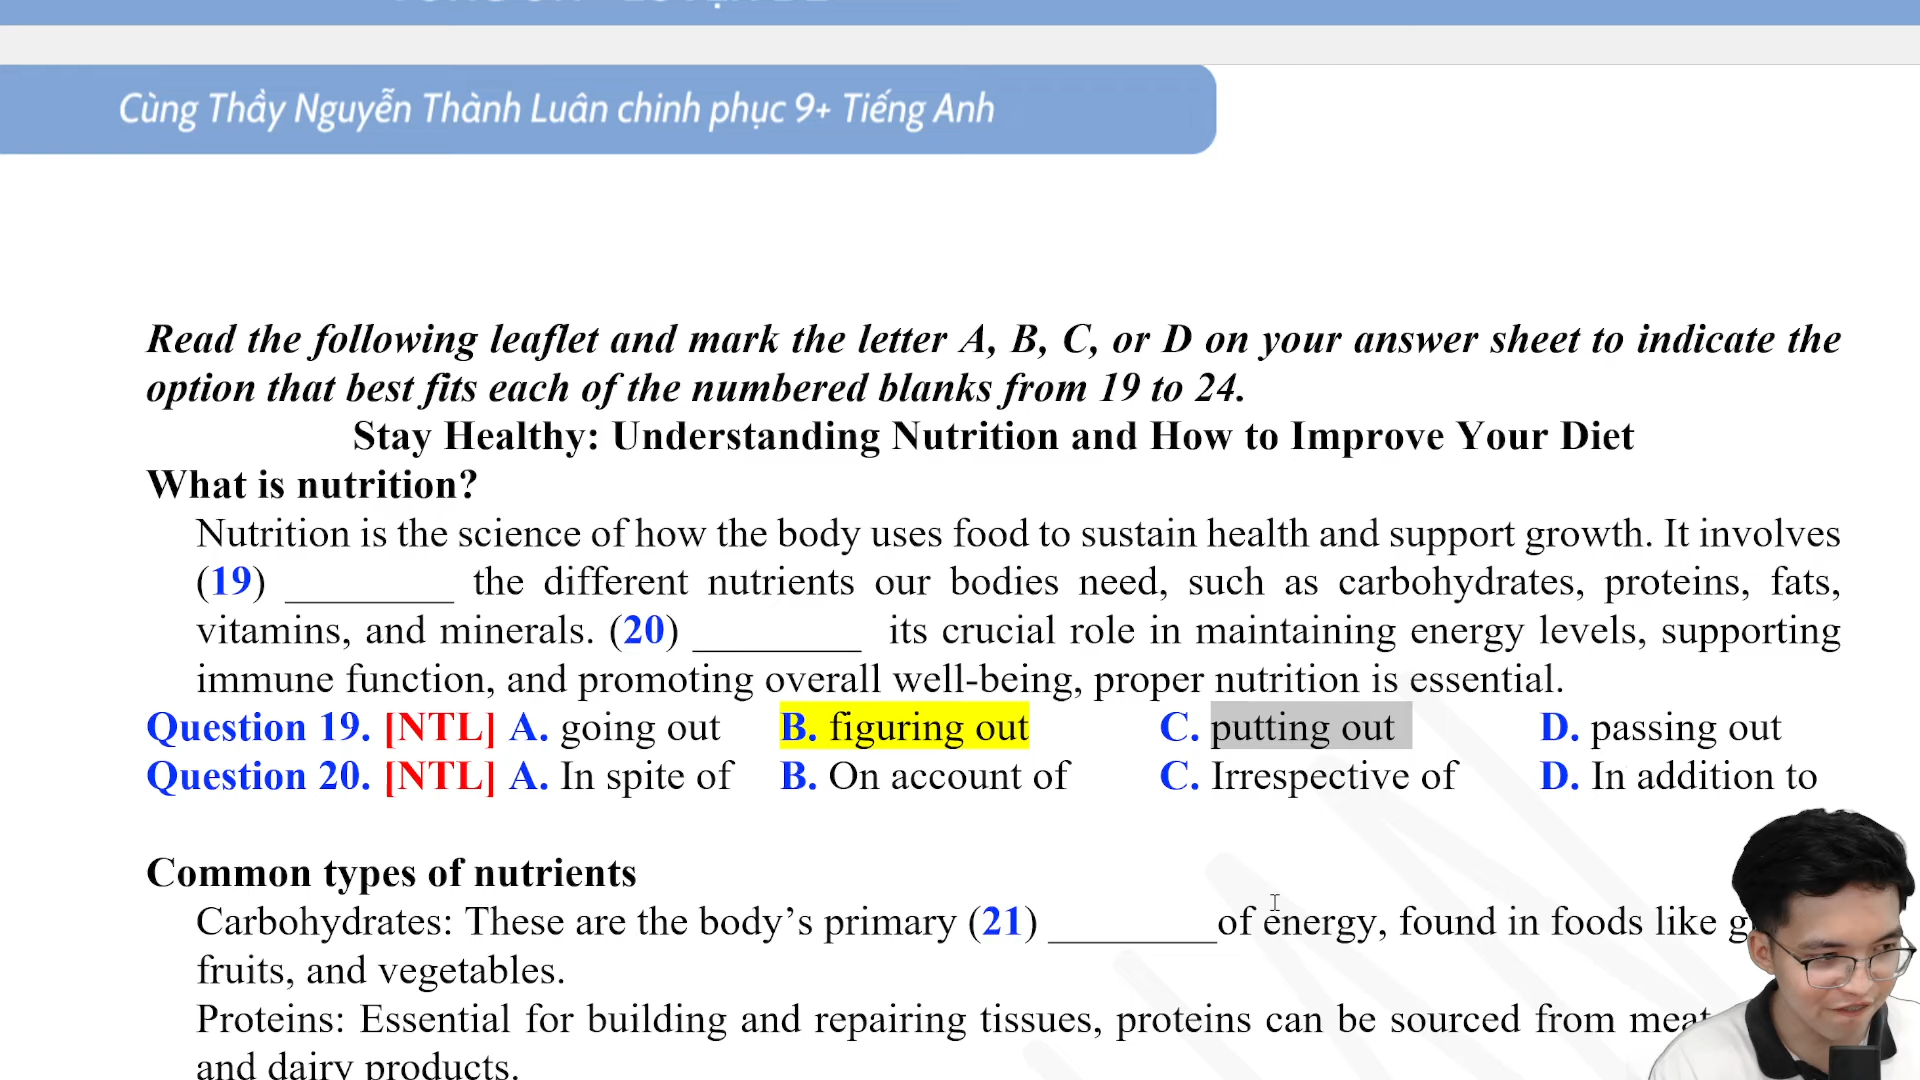 Cùng Thầy Nguyễn Thành Luân chinh phục 9+ Tiếng Anh
Read the following leaflet and mark the letter A, B, C, or D on your answer sheet to indicate the
option that best fits each of the numbered blanks from 19 to 24.
Stay Healthy: Understanding Nutrition and How to Improve Your Diet
What is nutrition?
Nutrition is the science of how the body uses food to sustain health and support growth. It involves
(19) ________ the different nutrients our bodies need, such as carbohydrates, proteins, fats,
vitamins, and minerals. (20) ________ its crucial role in maintaining energy levels, supporting
immune function, and promoting overall well-being, proper nutrition is essential.
Question 19. [NTL] A. going out B. figuring out C. putting out D. passing out
Question 20. [NTL] A. In spite of B. On account of C. Irrespective of D. In addition to
Common types of nutrients
Carbohydrates: These are the body’s primary (21) ________of energy, found in foods like
fruits, and vegetables.
Proteins: Essential for building and repairing tissues, proteins can be sourced from meat
and dairy products.